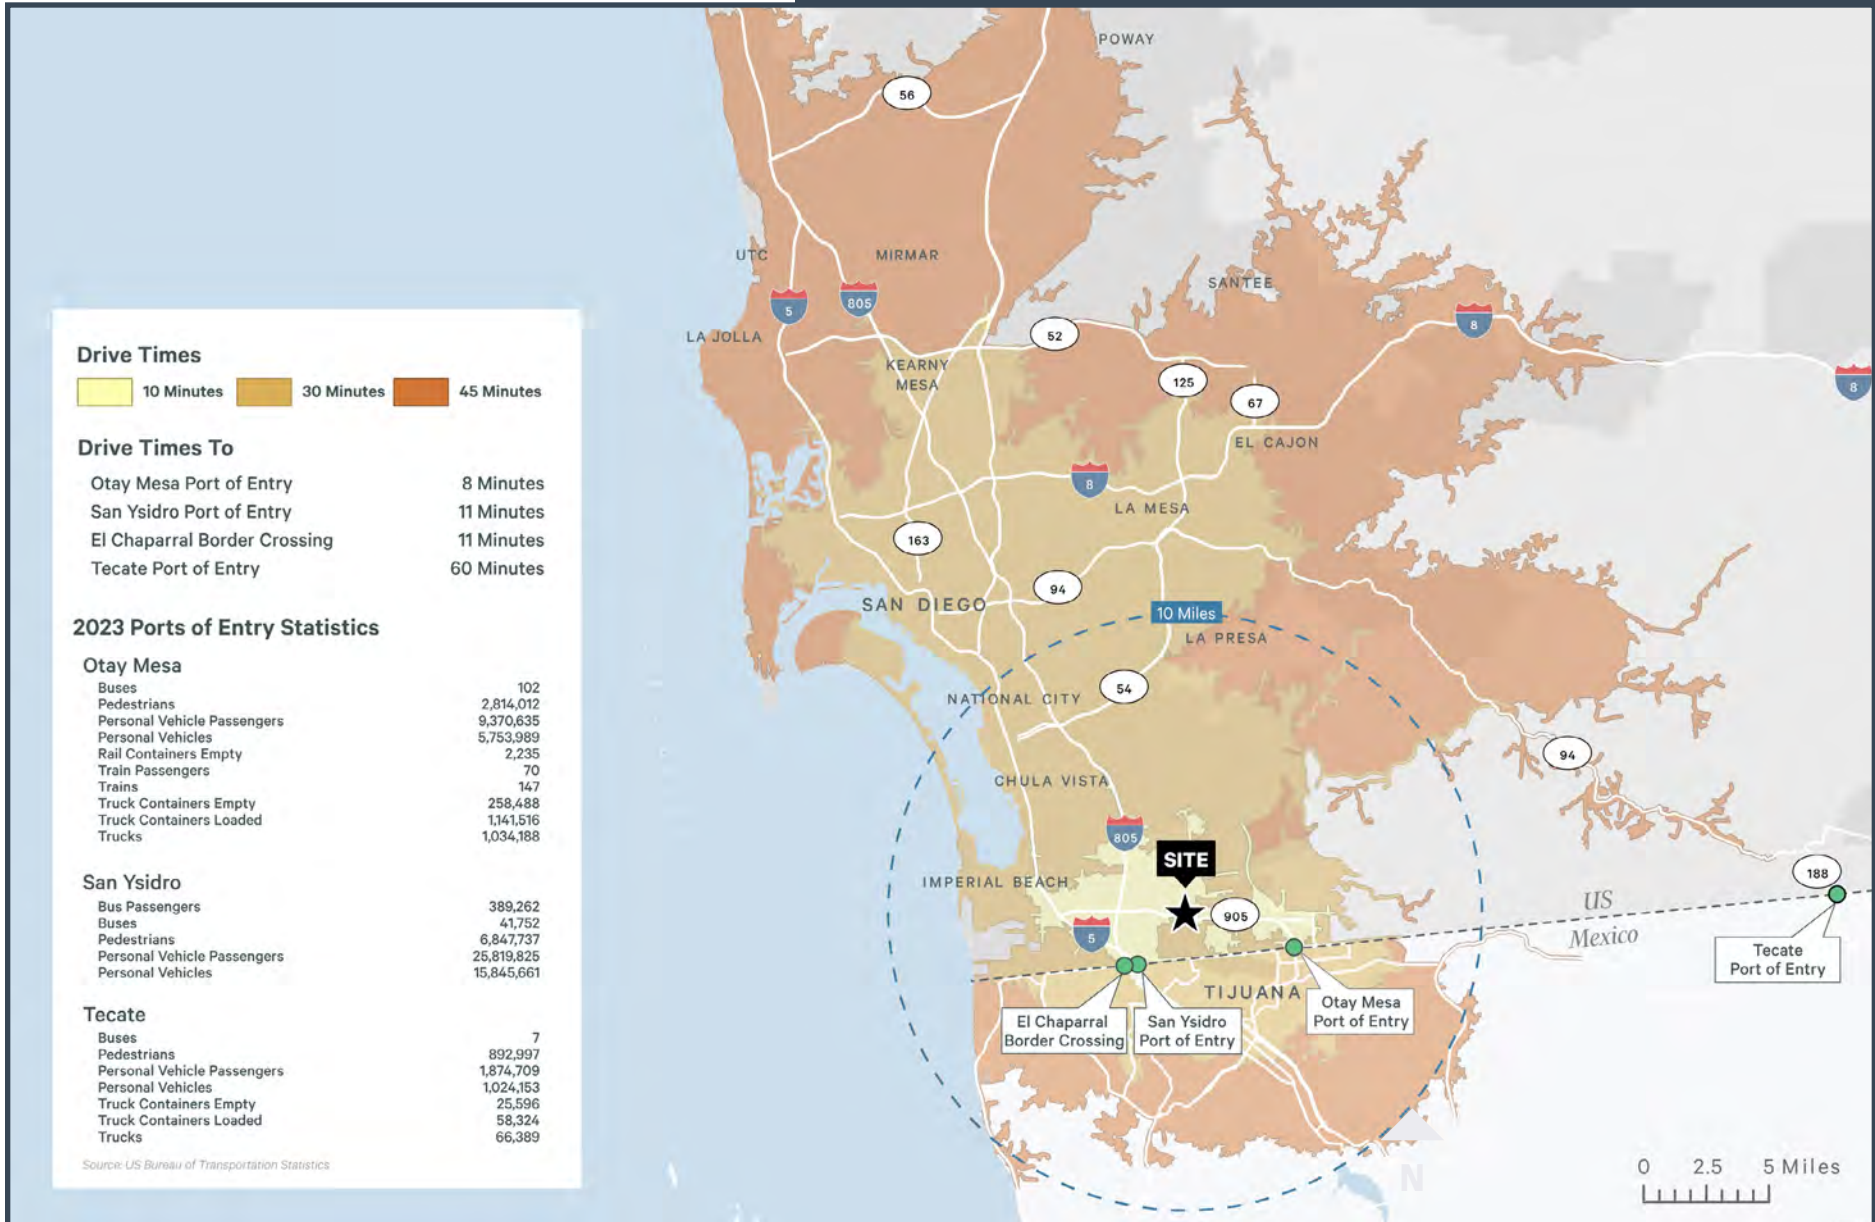 Drive Times
10 Minutes 30 Minutes 45 Minutes
Drive Times To
Otay Mesa Port of Entry 8 Minutes
San Ysidro Port of Entry 11 Minutes
El Chaparral Border Crossing 11 Minutes
Tecate Port of Entry 60 Minutes
2023 Ports of Entry Statistics
Otay Mesa
Buses 102
Pedestrians 2,814,012
Personal Vehicle Passengers 9,370,635
Personal Vehicles 5,753,989
Rail Containers Empty 2,235
Train Passengers 70
Trains 147
Truck Containers Empty 258,488
Truck Containers Loaded 1,141,516
Trucks 1,034,188
San Ysidro
Bus Passengers 389,262
Buses 41,752
Pedestrians 6,847,737
Personal Vehicle Passengers 25,819,825
Personal Vehicles 15,845,661
Tecate
Buses 7
Pedestrians 892,997
Personal Vehicle Passengers 1,874,709
Personal Vehicles 1,024,153
Truck Containers Empty 25,596
Truck Containers Loaded 58,324
Trucks 66,389
Source: US Bureau of Transportation Statistics
POWAY
56
UTC
MIRMAR
SANTEE
5
805
8
LA JOLLA
52
KEARNY
MESA
125
67
8
EL CAJON
8
LA MESA
163
94
SAN DIEGO
10 Miles
LA PRESA
54
NATIONAL CITY
94
CHULA VISTA
805
SITE
IMPERIAL BEACH
188
905
5
US
Mexico
Tecate
Port of Entry
TIJUANA
Otay Mesa
Port of Entry
El Chaparral
Border Crossing
San Ysidro
Port of Entry
N
0 2.5 5 Miles